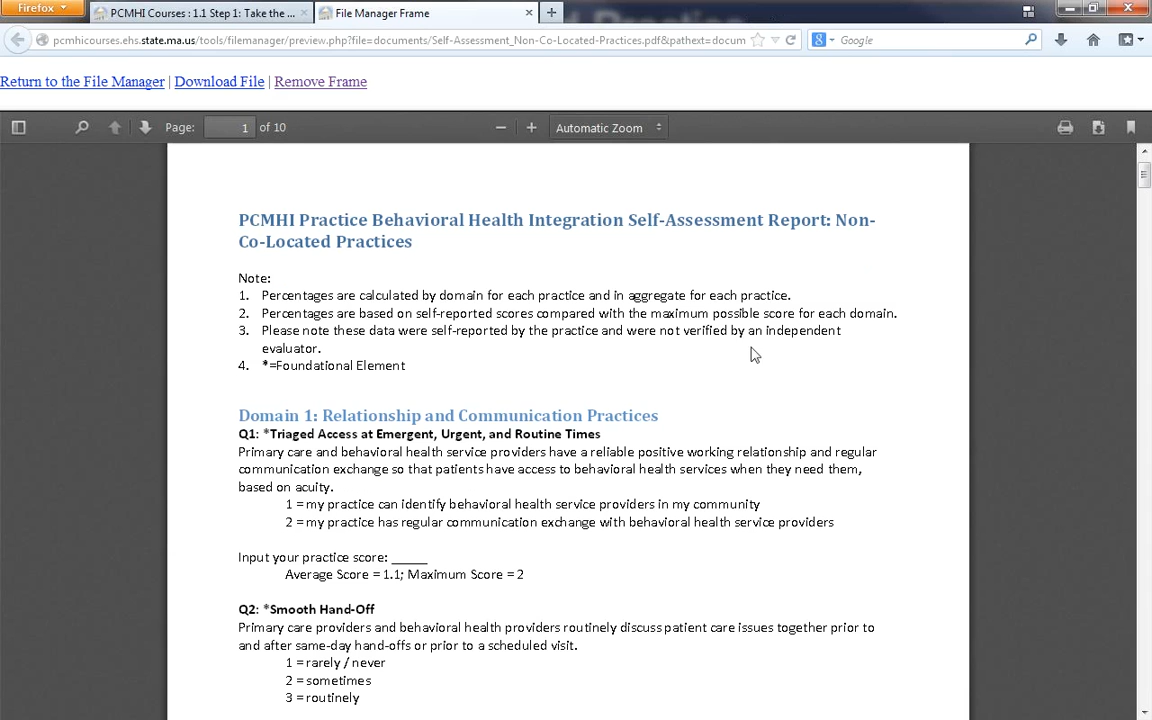 Firefox
PCMHI Courses : 1.1 Step 1: Take the ...
File Manager Frame
pcmhicourses.ehs.state.ma.us/tools/filemanager/preview.php?file=documents/Self-Assessment_Non-Co-Located-Practices.pdf&pathext=docum
Google
Return to the File Manager | Download File | Remove Frame
Page: 1 of 10
Automatic Zoom
PCMHI Practice Behavioral Health Integration Self-Assessment Report: Non-
Co-Located Practices
Note:
1. Percentages are calculated by domain for each practice and in aggregate for each practice.
2. Percentages are based on self-reported scores compared with the maximum possible score for each domain.
3. Please note these data were self-reported by the practice and were not verified by an independent
evaluator.
4. *=Foundational Element
Domain 1: Relationship and Communication Practices
Q1: *Triaged Access at Emergent, Urgent, and Routine Times
Primary care and behavioral health service providers have a reliable positive working relationship and regular
communication exchange so that patients have access to behavioral health services when they need them,
based on acuity.
1 = my practice can identify behavioral health service providers in my community
2 = my practice has regular communication exchange with behavioral health service providers
Input your practice score: _____
Average Score = 1.1; Maximum Score = 2
Q2: *Smooth Hand-Off
Primary care providers and behavioral health providers routinely discuss patient care issues together prior to
and after same-day hand-offs or prior to a scheduled visit.
1 = rarely / never
2 = sometimes
3 = routinely